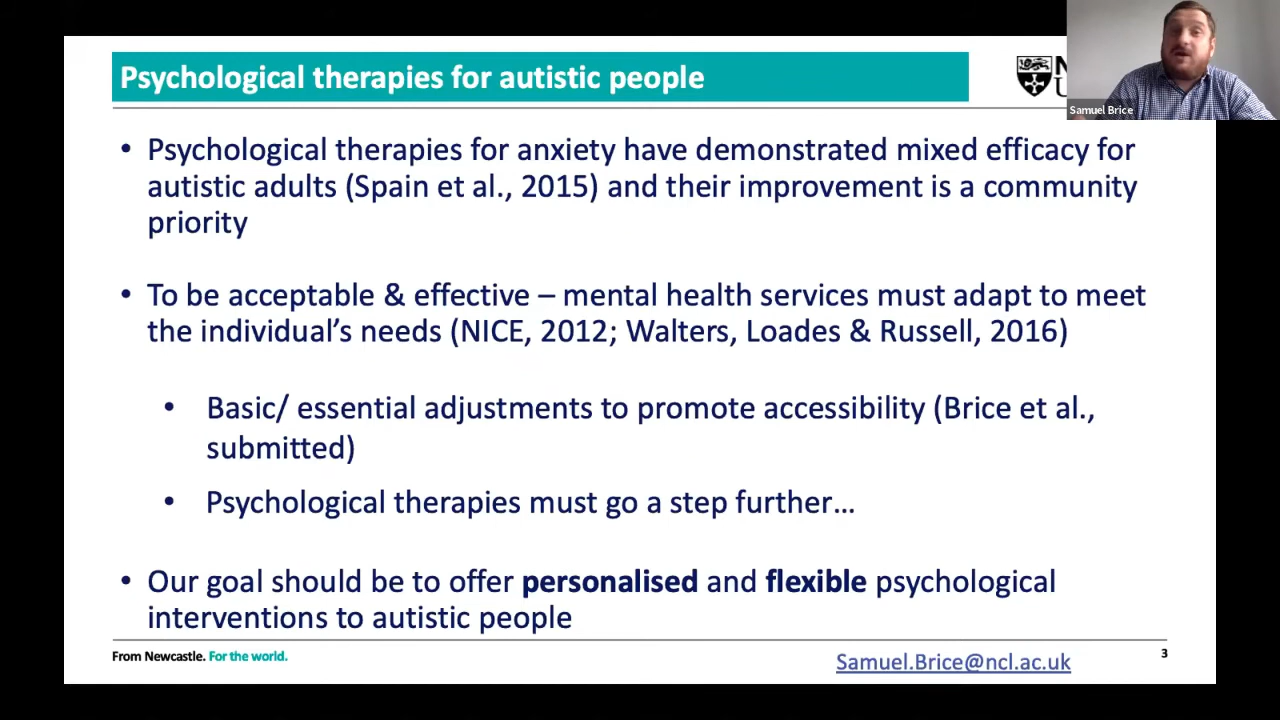 Psychological therapies for autistic people
Samuel Brice
• Psychological therapies for anxiety have demonstrated mixed efficacy for
autistic adults (Spain et al., 2015) and their improvement is a community
priority
• To be acceptable & effective – mental health services must adapt to meet
the individual's needs (NICE, 2012; Walters, Loades & Russell, 2016)
• Basic/ essential adjustments to promote accessibility (Brice et al.,
submitted)
• Psychological therapies must go a step further…
• Our goal should be to offer personalised and flexible psychological
interventions to autistic people
From Newcastle. For the world.
Samuel.Brice@ncl.ac.uk
3